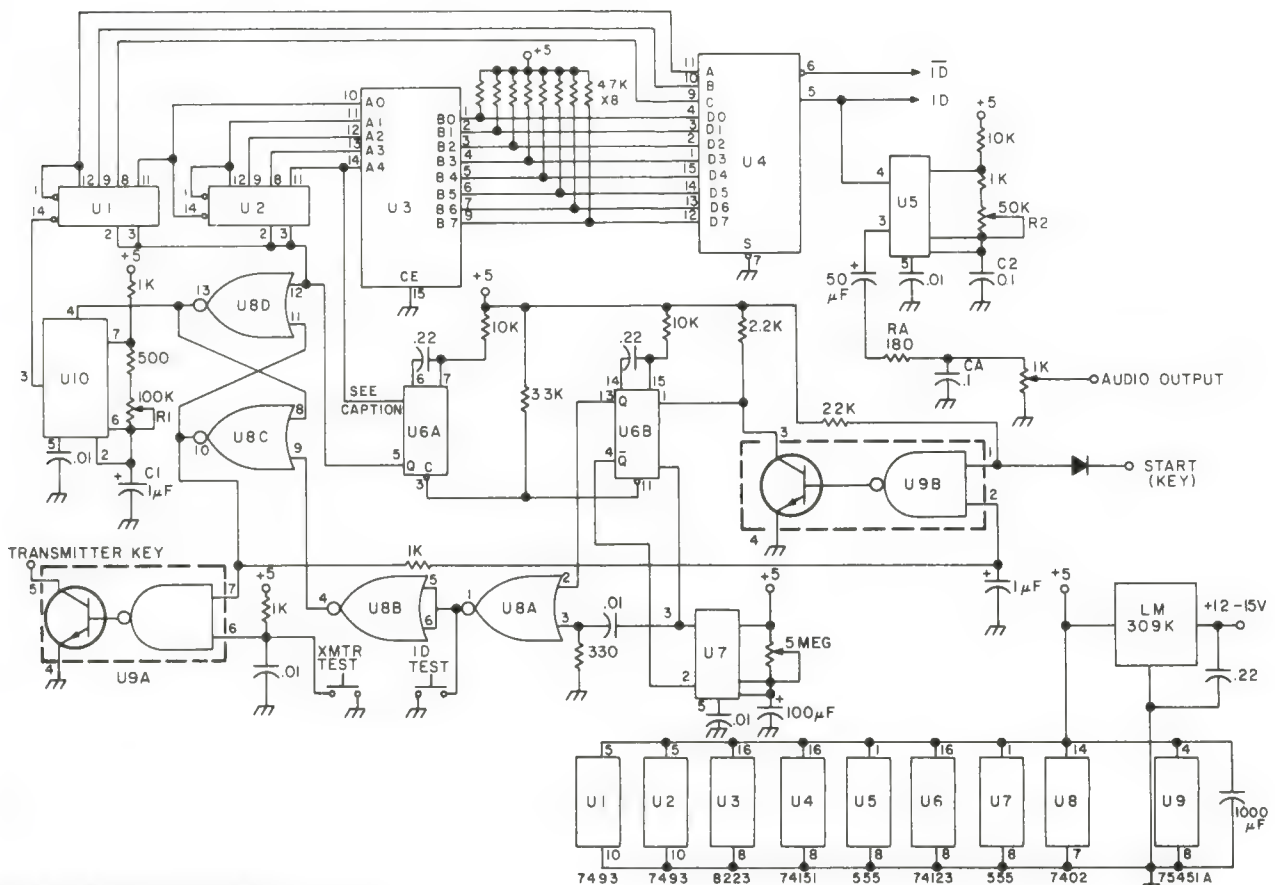 +5
47K
X8
10 A0
11 A1
12 A2
13 A3
14 A4
B0 1
B1 2
B2 3
B3 4
B4 5
B5 6
B6 7
B7 9
U3
CE
15
11 A
10 B
9 C
4 D0
3 D1
2 D2
1 D3
15 D4
14 D5
13 D6
12 D7
U4
S
7
6 ID
5 ID
+5
10K
1K
50K
R2
4
3
U5
5
.01
C2
0.1
50
µF
RA
180
CA
.1
1K
AUDIO OUTPUT
12 9 8 11
1
14
U1
2 3
12 9 8 11
1
14
U2
2 3
+5
1K
4
7
500
3
U10
100K
R1
6
5
2
.01
C1
1µF
13
U8D
12
11
10
U8C
8
9
+5
10K
.22
6 7
SEE
CAPTION
U6A
5 Q C
3
33K
.22
10K
2.2K
14 15
13 Q
1
U6B
4 Q
11
22K
3
U9B
1
2
4
START
(KEY)
TRANSMITTER KEY
5
7
6
4
U9A
+5
1K
.01
XMTR
TEST
ID
TEST
1K
4
U8B
5
6
1
U8A
2
3
.01
330
3
U7
2
5
.01
+5
5 MEG
100µF
1µF
+5
LM
309K
+12-15V
.22
5 5 16 16 1 16 1 14 4
U1 U2 U3 U4 U5 U6 U7 U8 U9
1000
µF
10 10 8 8 8 8 8 7 8
7493 7493 8223 74151 555 74123 555 7402 75451A